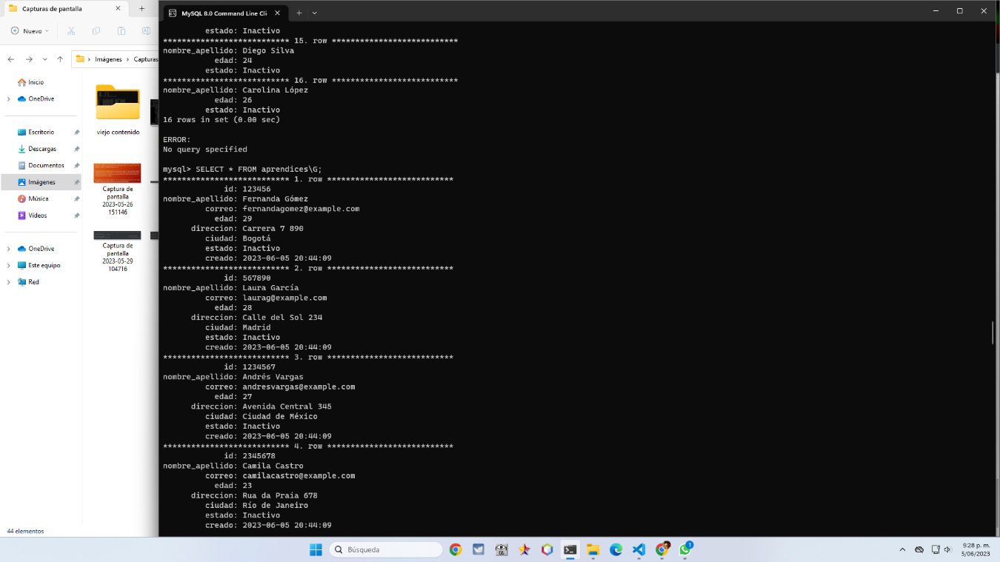 Capturas de pantalla
MySQL 8.0 Command Line Cli
Nuevo
Imágenes
Capturas
Inicio
OneDrive
Escritorio
Descargas
Documentos
Imágenes
Música
Vídeos
OneDrive
Este equipo
Red
viejo contenido
Captura de
pantalla
2023-05-26
151146
Captura de
pantalla
2023-05-29
104716
44 elementos
estado: Inactivo
*************************** 15. row ***************************
nombre_apellido: Diego Silva
edad: 24
estado: Inactivo
*************************** 16. row ***************************
nombre_apellido: Carolina López
edad: 26
estado: Inactivo
16 rows in set (0.00 sec)
ERROR:
No query specified
mysql> SELECT * FROM aprendices\G;
*************************** 1. row ***************************
id: 123456
nombre_apellido: Fernanda Gómez
correo: fernandagomez@example.com
edad: 29
direccion: Carrera 7 890
ciudad: Bogotá
estado: Inactivo
creado: 2023-06-05 20:44:09
*************************** 2. row ***************************
id: 567890
nombre_apellido: Laura García
correo: laurag@example.com
edad: 28
direccion: Calle del Sol 234
ciudad: Madrid
estado: Inactivo
creado: 2023-06-05 20:44:09
*************************** 3. row ***************************
id: 1234567
nombre_apellido: Andrés Vargas
correo: andresvargas@example.com
edad: 27
direccion: Avenida Central 345
ciudad: Ciudad de México
estado: Inactivo
creado: 2023-06-05 20:44:09
*************************** 4. row ***************************
id: 2345678
nombre_apellido: Camila Castro
correo: camilacastro@example.com
edad: 23
direccion: Rua da Praia 678
ciudad: Río de Janeiro
estado: Inactivo
creado: 2023-06-05 20:44:09
Búsqueda
1
9:28 p. m.
5/06/2023